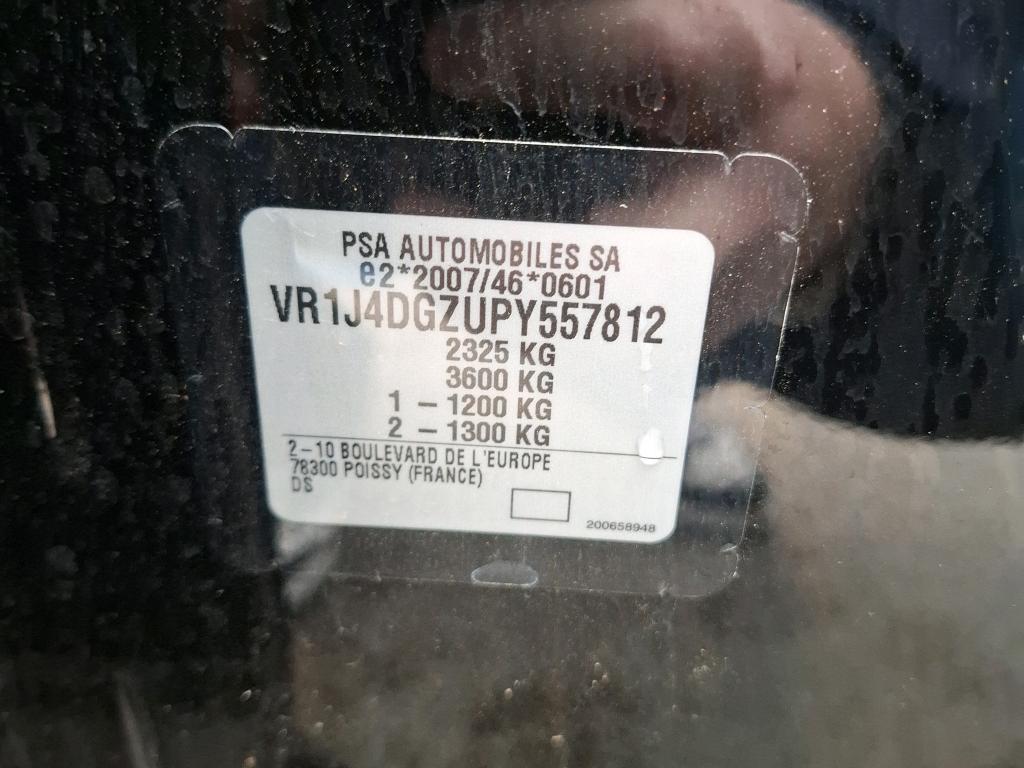 PSA AUTOMOBILES SA
e2*2007/46*0601
VR1J4DGZUPY557812
2325 KG
3600 KG
1 – 1200 KG
2 – 1300 KG
2–10 BOULEVARD DE L'EUROPE
78300 POISSY (FRANCE)
DS
200658948